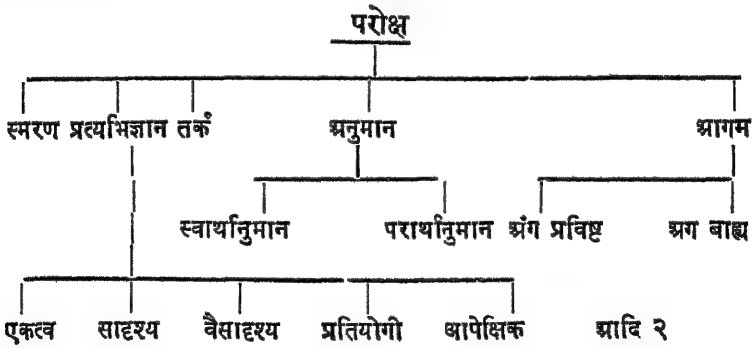 परोक्ष
स्मरण प्रत्यभिज्ञान तर्क अनुमान आगम
स्वार्थानुमान परार्थानुमान अंग प्रविष्ट अग बाह्य
एकत्व सादृश्य वैसादृश्य प्रतियोगी आपेक्षिक आदि २